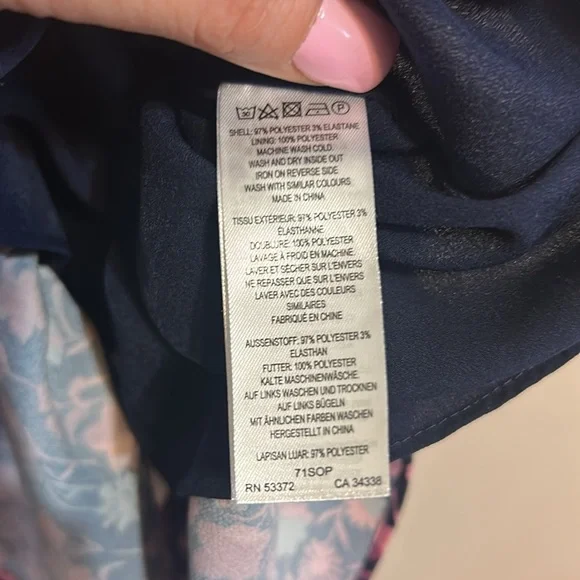 30
P
SHELL: 97% POLYESTER 3% ELASTANE
LINING: 100% POLYESTER
MACHINE WASH COLD.
WASH AND DRY INSIDE OUT
IRON ON REVERSE SIDE
WASH WITH SIMILAR COLOURS.
MADE IN CHINA
TISSU EXTÉRIEUR: 97% POLYESTER 3%
ÉLASTHANNE
DOUBLURE: 100% POLYESTER
LAVAGE À FROID EN MACHINE.
LAVER ET SÉCHER SUR L'ENVERS
NE REPASSER QUE SUR L'ENVERS
LAVER AVEC DES COULEURS
SIMILAIRES
FABRIQUÉ EN CHINE
AUSSENSTOFF: 97% POLYESTER 3%
ELASTHAN
FUTTER: 100% POLYESTER
KALTE MASCHINENWÄSCHE.
AUF LINKS WASCHEN UND TROCKNEN
AUF LINKS BÜGELN
MIT ÄHNLICHEN FARBEN WASCHEN
HERGESTELLT IN CHINA
LAPISAN LUAR: 97% POLYESTER
71SOP
RN 53372 CA 34338